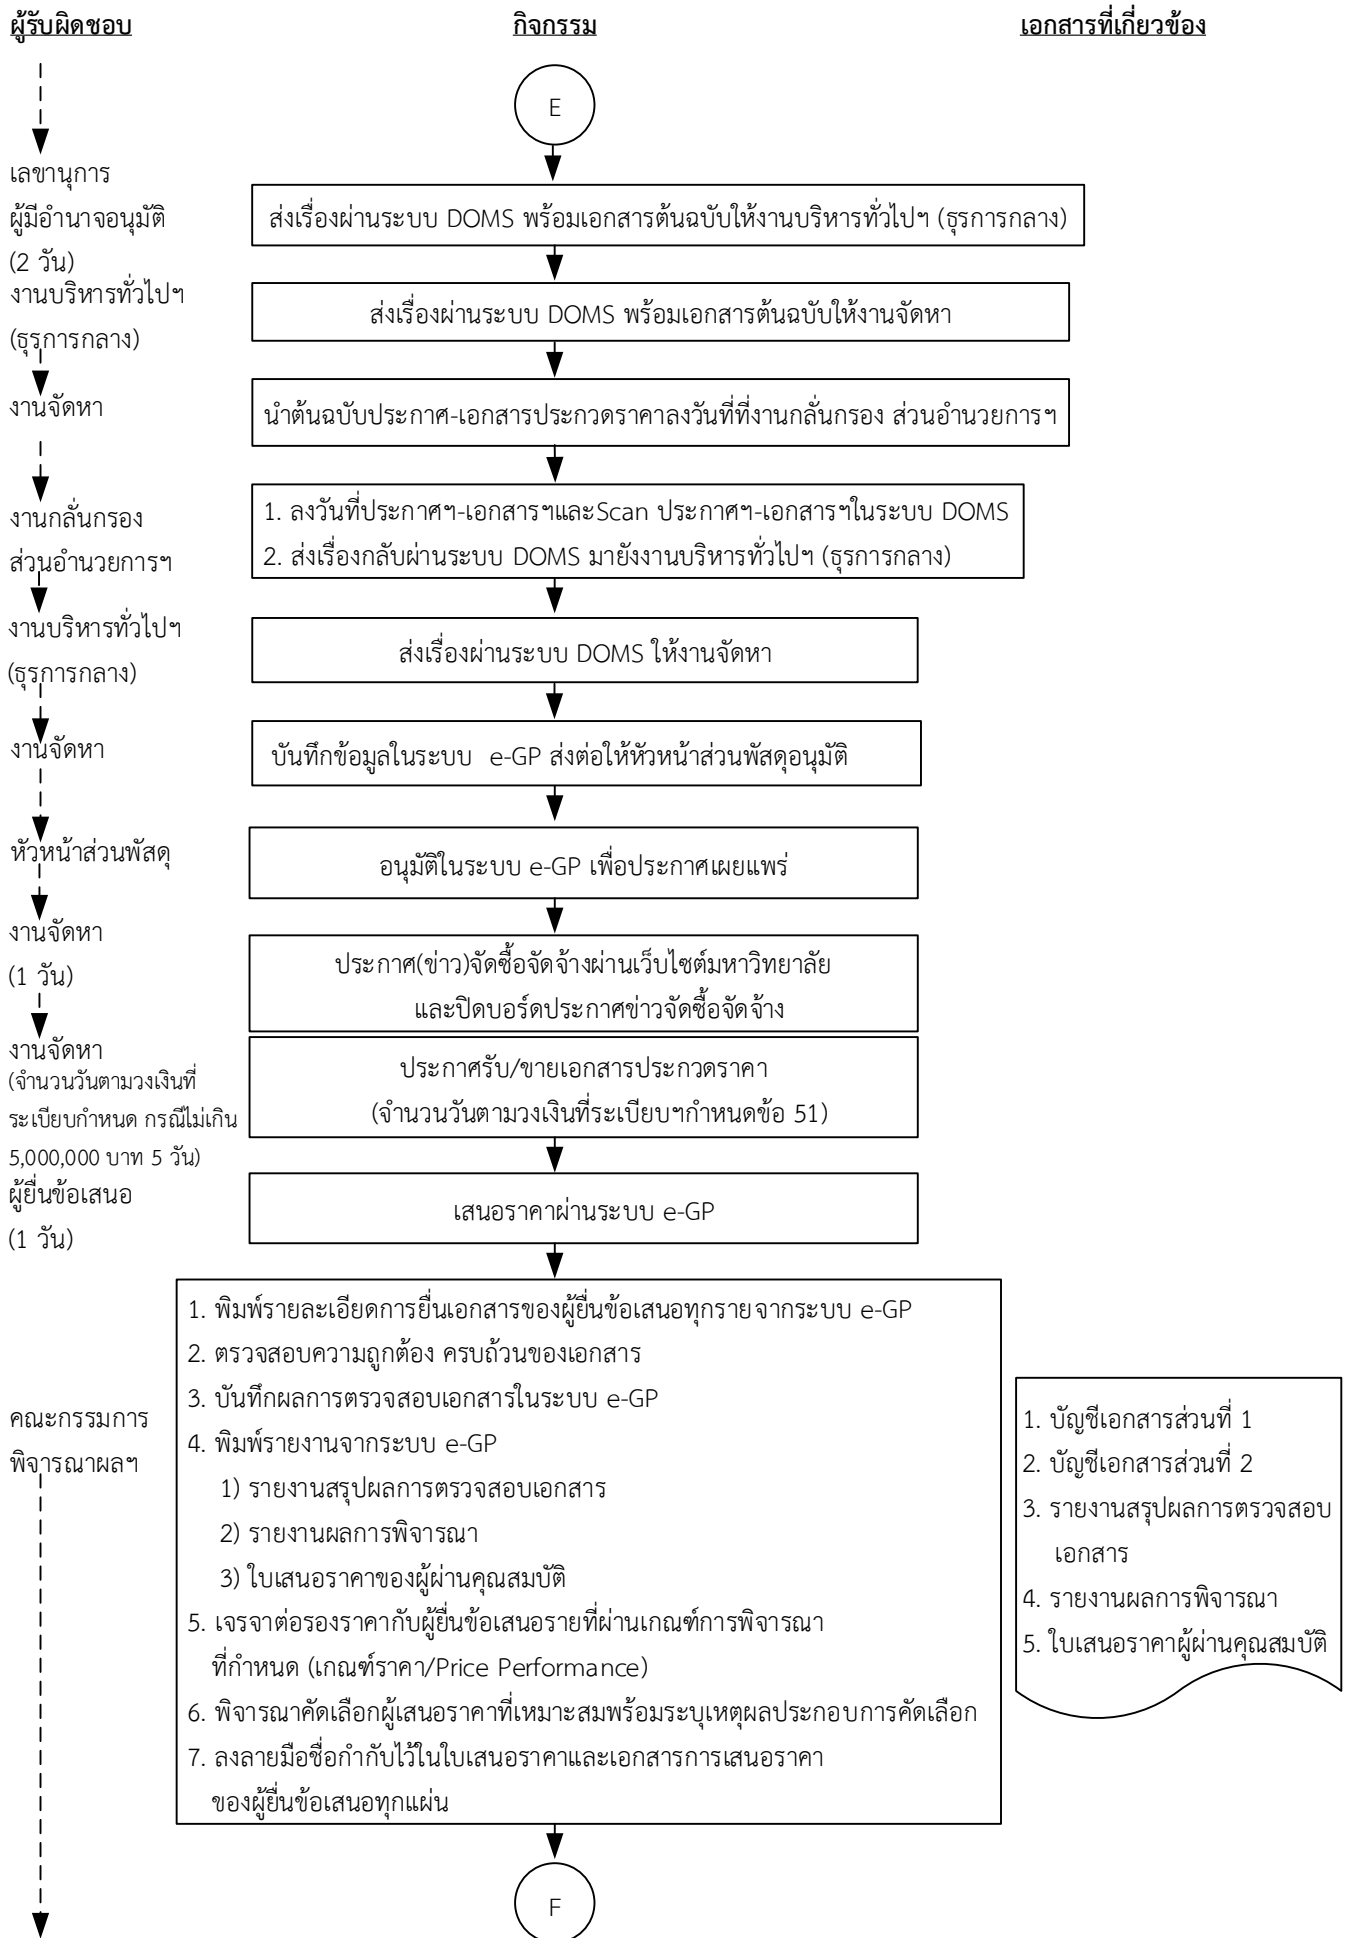 ผู้รับผิดชอบ
กิจกรรม
เอกสารที่เกี่ยวข้อง
E
เลขานุการ
ผู้มีอำนาจอนุมัติ
(2 วัน)
ส่งเรื่องผ่านระบบ DOMS พร้อมเอกสารต้นฉบับให้งานบริหารทั่วไปฯ (ธุรการกลาง)
งานบริหารทั่วไปฯ
(ธุรการกลาง)
ส่งเรื่องผ่านระบบ DOMS พร้อมเอกสารต้นฉบับให้งานจัดหา
งานจัดหา
นำต้นฉบับประกาศ-เอกสารประกวดราคาลงวันที่ที่งานกลั่นกรอง ส่วนอำนวยการฯ
งานกลั่นกรอง
ส่วนอำนวยการฯ
1. ลงวันที่ประกาศฯ-เอกสารฯและScan ประกาศฯ-เอกสารฯในระบบ DOMS
2. ส่งเรื่องกลับผ่านระบบ DOMS มายังงานบริหารทั่วไปฯ (ธุรการกลาง)
งานบริหารทั่วไปฯ
(ธุรการกลาง)
ส่งเรื่องผ่านระบบ DOMS ให้งานจัดหา
งานจัดหา
บันทึกข้อมูลในระบบ e-GP ส่งต่อให้หัวหน้าส่วนพัสดุอนุมัติ
หัวหน้าส่วนพัสดุ
อนุมัติในระบบ e-GP เพื่อประกาศเผยแพร่
งานจัดหา
(1 วัน)
ประกาศ(ข่าว)จัดซื้อจัดจ้างผ่านเว็บไซต์มหาวิทยาลัย
และปิดบอร์ดประกาศข่าวจัดซื้อจัดจ้าง
งานจัดหา
(จำนวนวันตามวงเงินที่
ระเบียบกำหนด กรณีไม่เกิน
5,000,000 บาท 5 วัน)
ประกาศรับ/ขายเอกสารประกวดราคา
(จำนวนวันตามวงเงินที่ระเบียบฯกำหนดข้อ 51)
ผู้ยื่นข้อเสนอ
(1 วัน)
เสนอราคาผ่านระบบ e-GP
คณะกรรมการ
พิจารณาผลฯ
1. พิมพ์รายละเอียดการยื่นเอกสารของผู้ยื่นข้อเสนอทุกรายจากระบบ e-GP
2. ตรวจสอบความถูกต้อง ครบถ้วนของเอกสาร
3. บันทึกผลการตรวจสอบเอกสารในระบบ e-GP
4. พิมพ์รายงานจากระบบ e-GP
1) รายงานสรุปผลการตรวจสอบเอกสาร
2) รายงานผลการพิจารณา
3) ใบเสนอราคาของผู้ผ่านคุณสมบัติ
5. เจรจาต่อรองราคากับผู้ยื่นข้อเสนอรายที่ผ่านเกณฑ์การพิจารณา
ที่กำหนด (เกณฑ์ราคา/Price Performance)
6. พิจารณาคัดเลือกผู้เสนอราคาที่เหมาะสมพร้อมระบุเหตุผลประกอบการคัดเลือก
7. ลงลายมือชื่อกำกับไว้ในใบเสนอราคาและเอกสารการเสนอราคา
ของผู้ยื่นข้อเสนอทุกแผ่น
1. บัญชีเอกสารส่วนที่ 1
2. บัญชีเอกสารส่วนที่ 2
3. รายงานสรุปผลการตรวจสอบ
เอกสาร
4. รายงานผลการพิจารณา
5. ใบเสนอราคาผู้ผ่านคุณสมบัติ
F